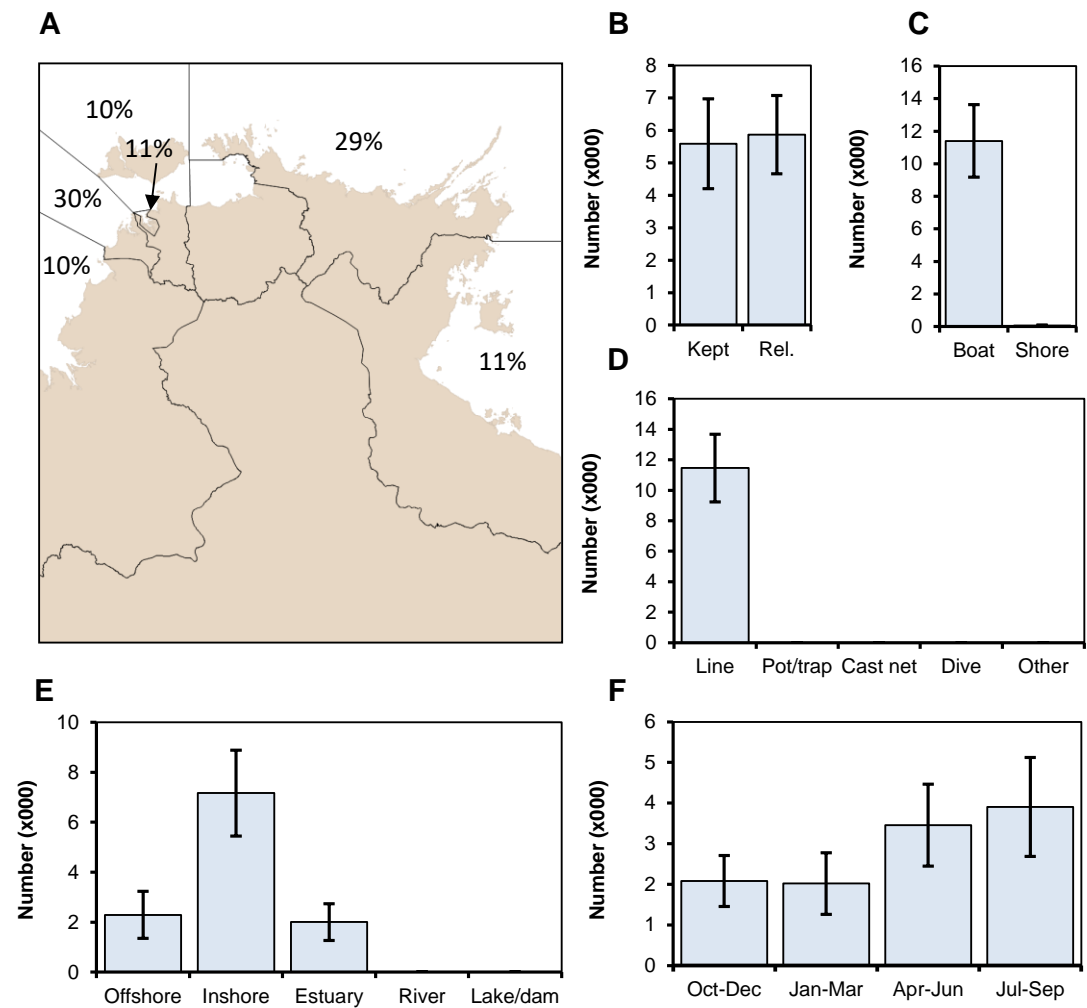 A
10%
11%
29%
30%
10%
11%
B
Number (x000)
8
7
6
5
4
3
2
1
0
Kept Rel.
C
Number (x000)
16
14
12
10
8
6
4
2
0
Boat Shore
D
Number (x000)
16
14
12
10
8
6
4
2
0
Line Pot/trap Cast net Dive Other
E
Number (x000)
10
8
6
4
2
0
Offshore Inshore Estuary River Lake/dam
F
Number (x000)
6
5
4
3
2
1
0
Oct-Dec Jan-Mar Apr-Jun Jul-Sep